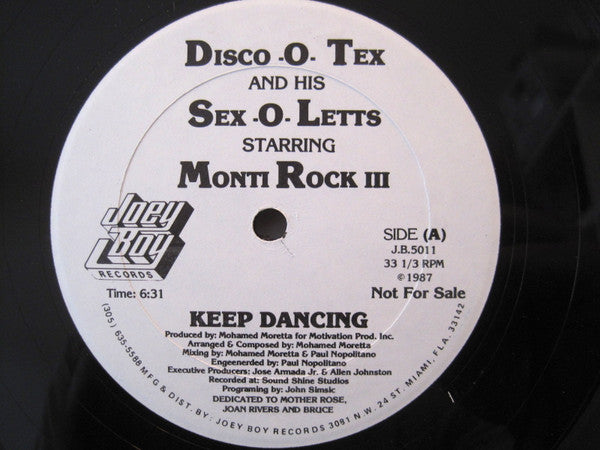 DISCO -O- TEX
AND HIS
SEX -O- LETTS
STARRING
MONTI ROCK III
Joey
Boy
RECORDS
SIDE (A)
J.B.5011
33 1/3 RPM
©1987
Time: 6:31
Not For Sale
KEEP DANCING
Produced by: Mohamed Moretta for Motivation Prod. Inc.
Arranged & Composed by: Mohamed Moretta
Mixing by: Mohamed Moretta & Paul Nopolitano
Engeenerded by: Paul Nopolitano
Executive Producers: Jose Armada Jr. & Allen Johnston
Recorded at: Sound Shine Studios
Programing by: John Simsic
DEDICATED TO MOTHER ROSE,
JOAN RIVERS AND BRUCE
(305) 635-5588 MFG & DIST. BY: JOEY BOY RECORDS 3081 N.W. 24 ST. MIAMI, FLA. 33142